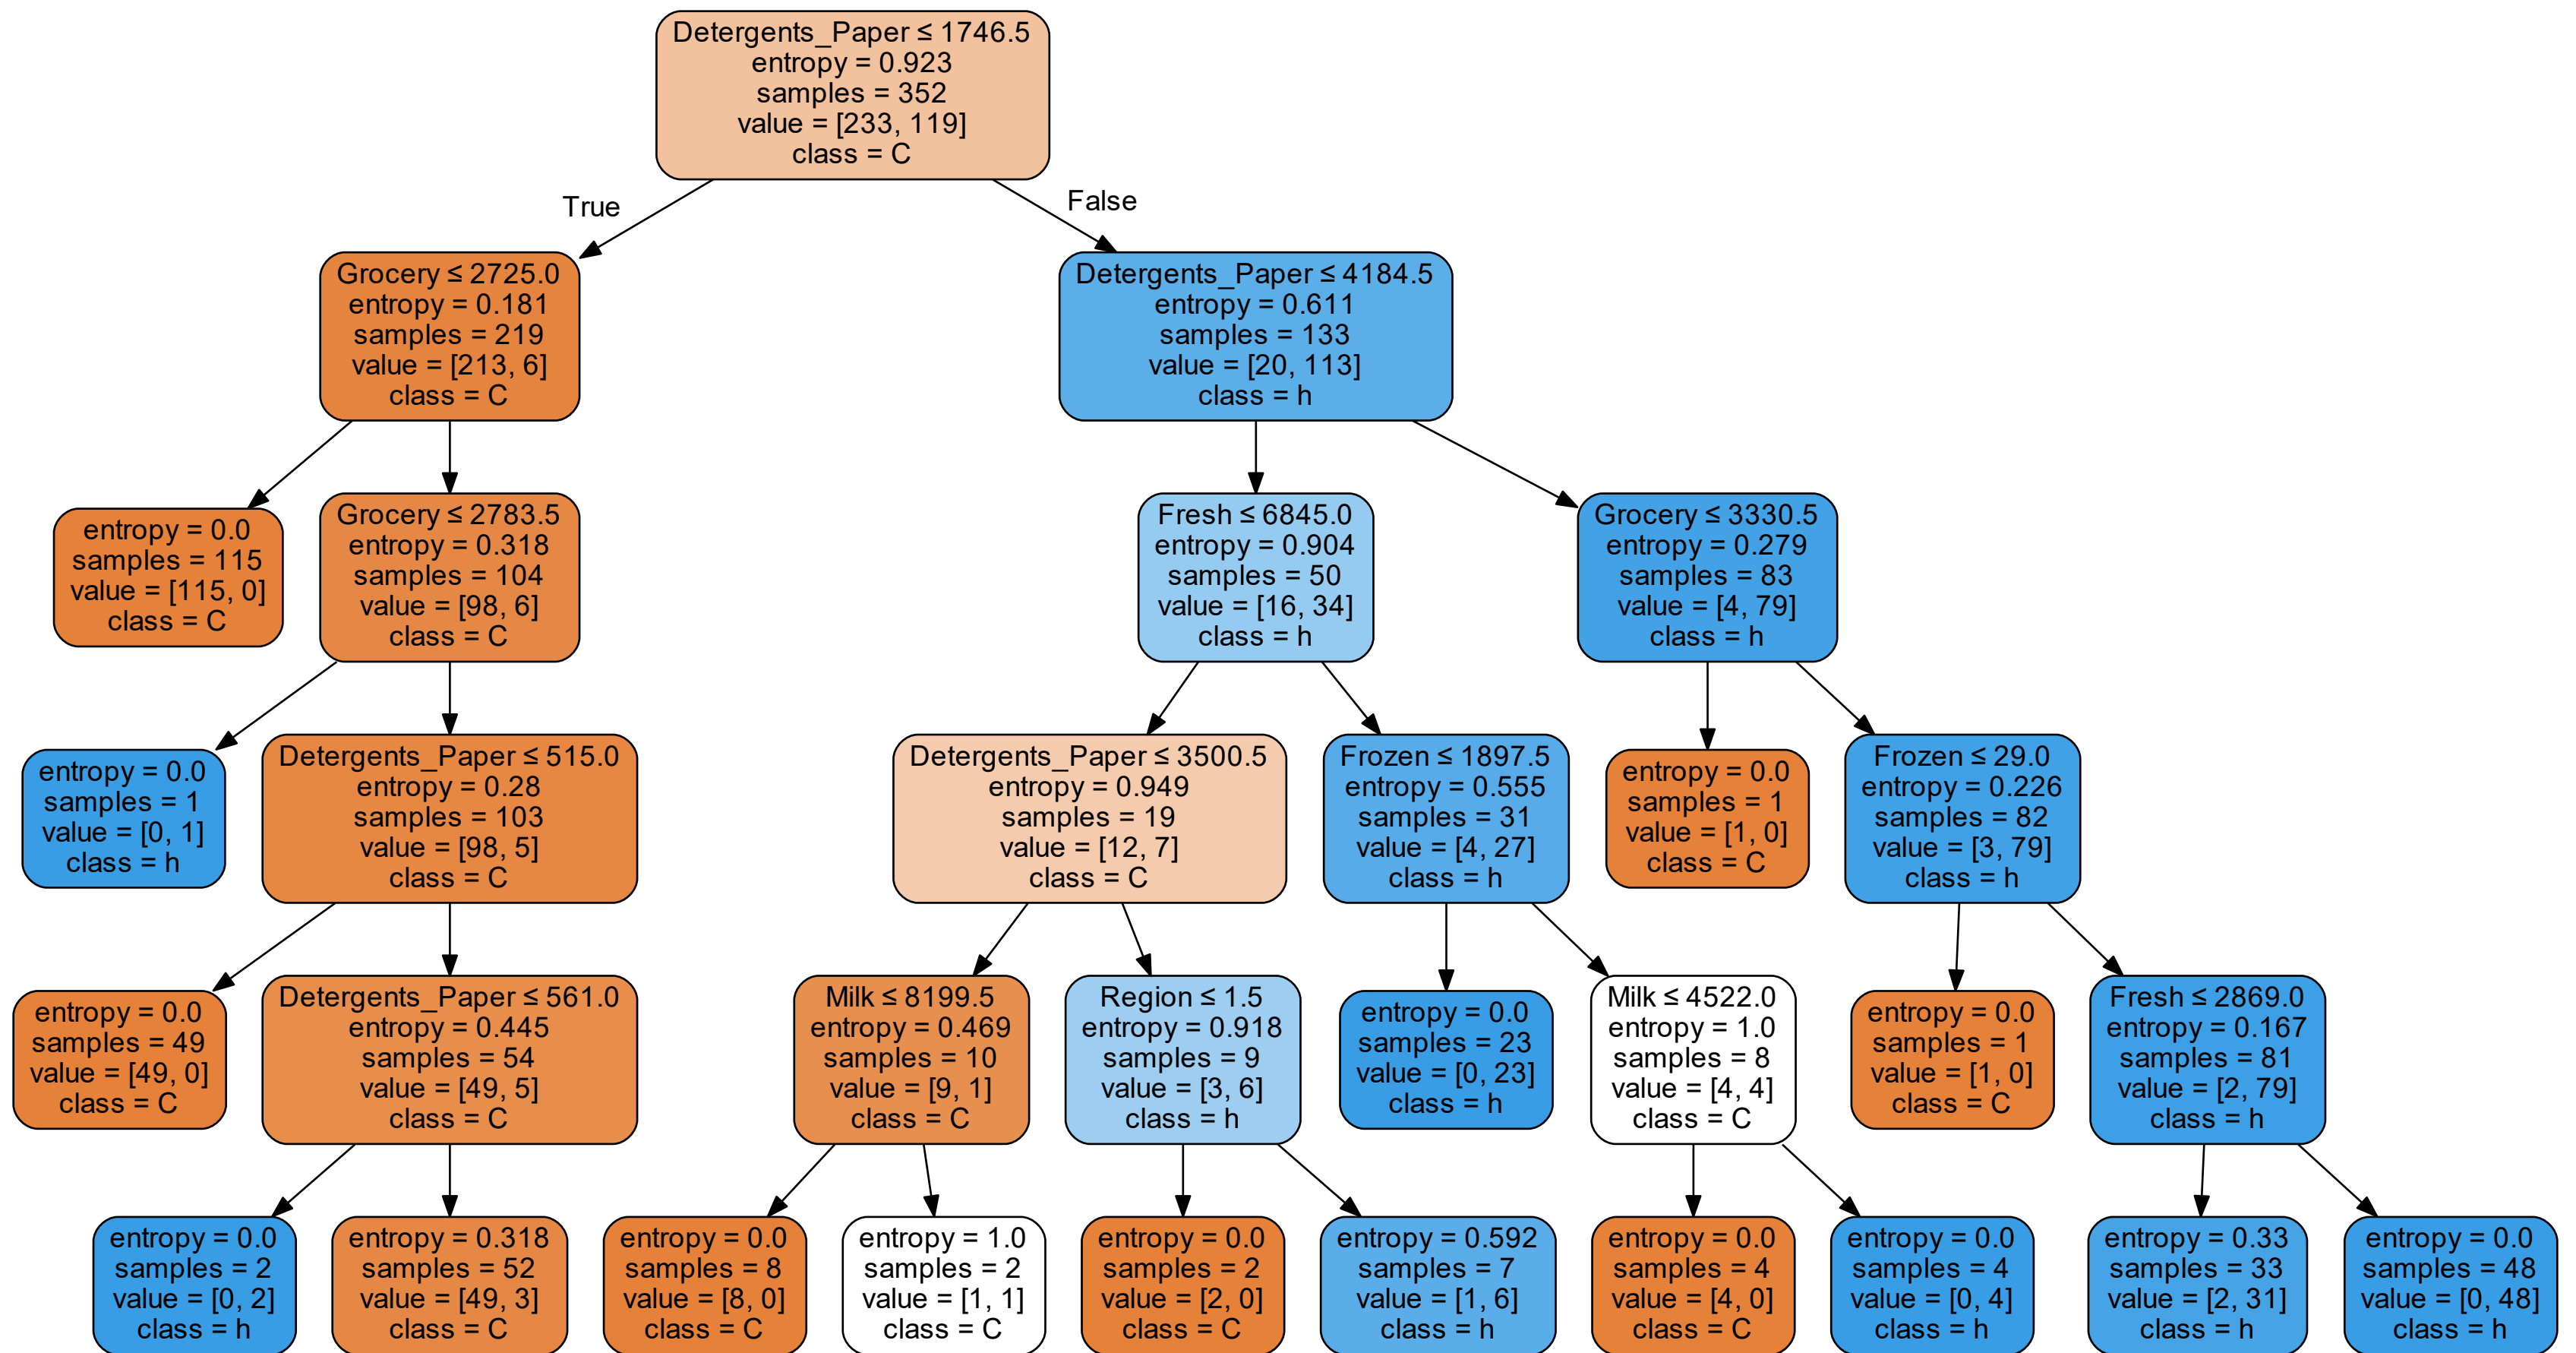 Detergents_Paper ≤ 1746.5
entropy = 0.923
samples = 352
value = [233, 119]
class = C
True
False
Grocery ≤ 2725.0
entropy = 0.181
samples = 219
value = [213, 6]
class = C
Detergents_Paper ≤ 4184.5
entropy = 0.611
samples = 133
value = [20, 113]
class = h
entropy = 0.0
samples = 115
value = [115, 0]
class = C
Grocery ≤ 2783.5
entropy = 0.318
samples = 104
value = [98, 6]
class = C
Fresh ≤ 6845.0
entropy = 0.904
samples = 50
value = [16, 34]
class = h
Grocery ≤ 3330.5
entropy = 0.279
samples = 83
value = [4, 79]
class = h
entropy = 0.0
samples = 1
value = [0, 1]
class = h
Detergents_Paper ≤ 515.0
entropy = 0.28
samples = 103
value = [98, 5]
class = C
Detergents_Paper ≤ 3500.5
entropy = 0.949
samples = 19
value = [12, 7]
class = C
Frozen ≤ 1897.5
entropy = 0.555
samples = 31
value = [4, 27]
class = h
entropy = 0.0
samples = 1
value = [1, 0]
class = C
Frozen ≤ 29.0
entropy = 0.226
samples = 82
value = [3, 79]
class = h
entropy = 0.0
samples = 49
value = [49, 0]
class = C
Detergents_Paper ≤ 561.0
entropy = 0.445
samples = 54
value = [49, 5]
class = C
Milk ≤ 8199.5
entropy = 0.469
samples = 10
value = [9, 1]
class = C
Region ≤ 1.5
entropy = 0.918
samples = 9
value = [3, 6]
class = h
entropy = 0.0
samples = 23
value = [0, 23]
class = h
Milk ≤ 4522.0
entropy = 1.0
samples = 8
value = [4, 4]
class = C
entropy = 0.0
samples = 1
value = [1, 0]
class = C
Fresh ≤ 2869.0
entropy = 0.167
samples = 81
value = [2, 79]
class = h
entropy = 0.0
samples = 2
value = [0, 2]
class = h
entropy = 0.318
samples = 52
value = [49, 3]
class = C
entropy = 0.0
samples = 8
value = [8, 0]
class = C
entropy = 1.0
samples = 2
value = [1, 1]
class = C
entropy = 0.0
samples = 2
value = [2, 0]
class = C
entropy = 0.592
samples = 7
value = [1, 6]
class = h
entropy = 0.0
samples = 4
value = [4, 0]
class = C
entropy = 0.0
samples = 4
value = [0, 4]
class = h
entropy = 0.33
samples = 33
value = [2, 31]
class = h
entropy = 0.0
samples = 48
value = [0, 48]
class = h